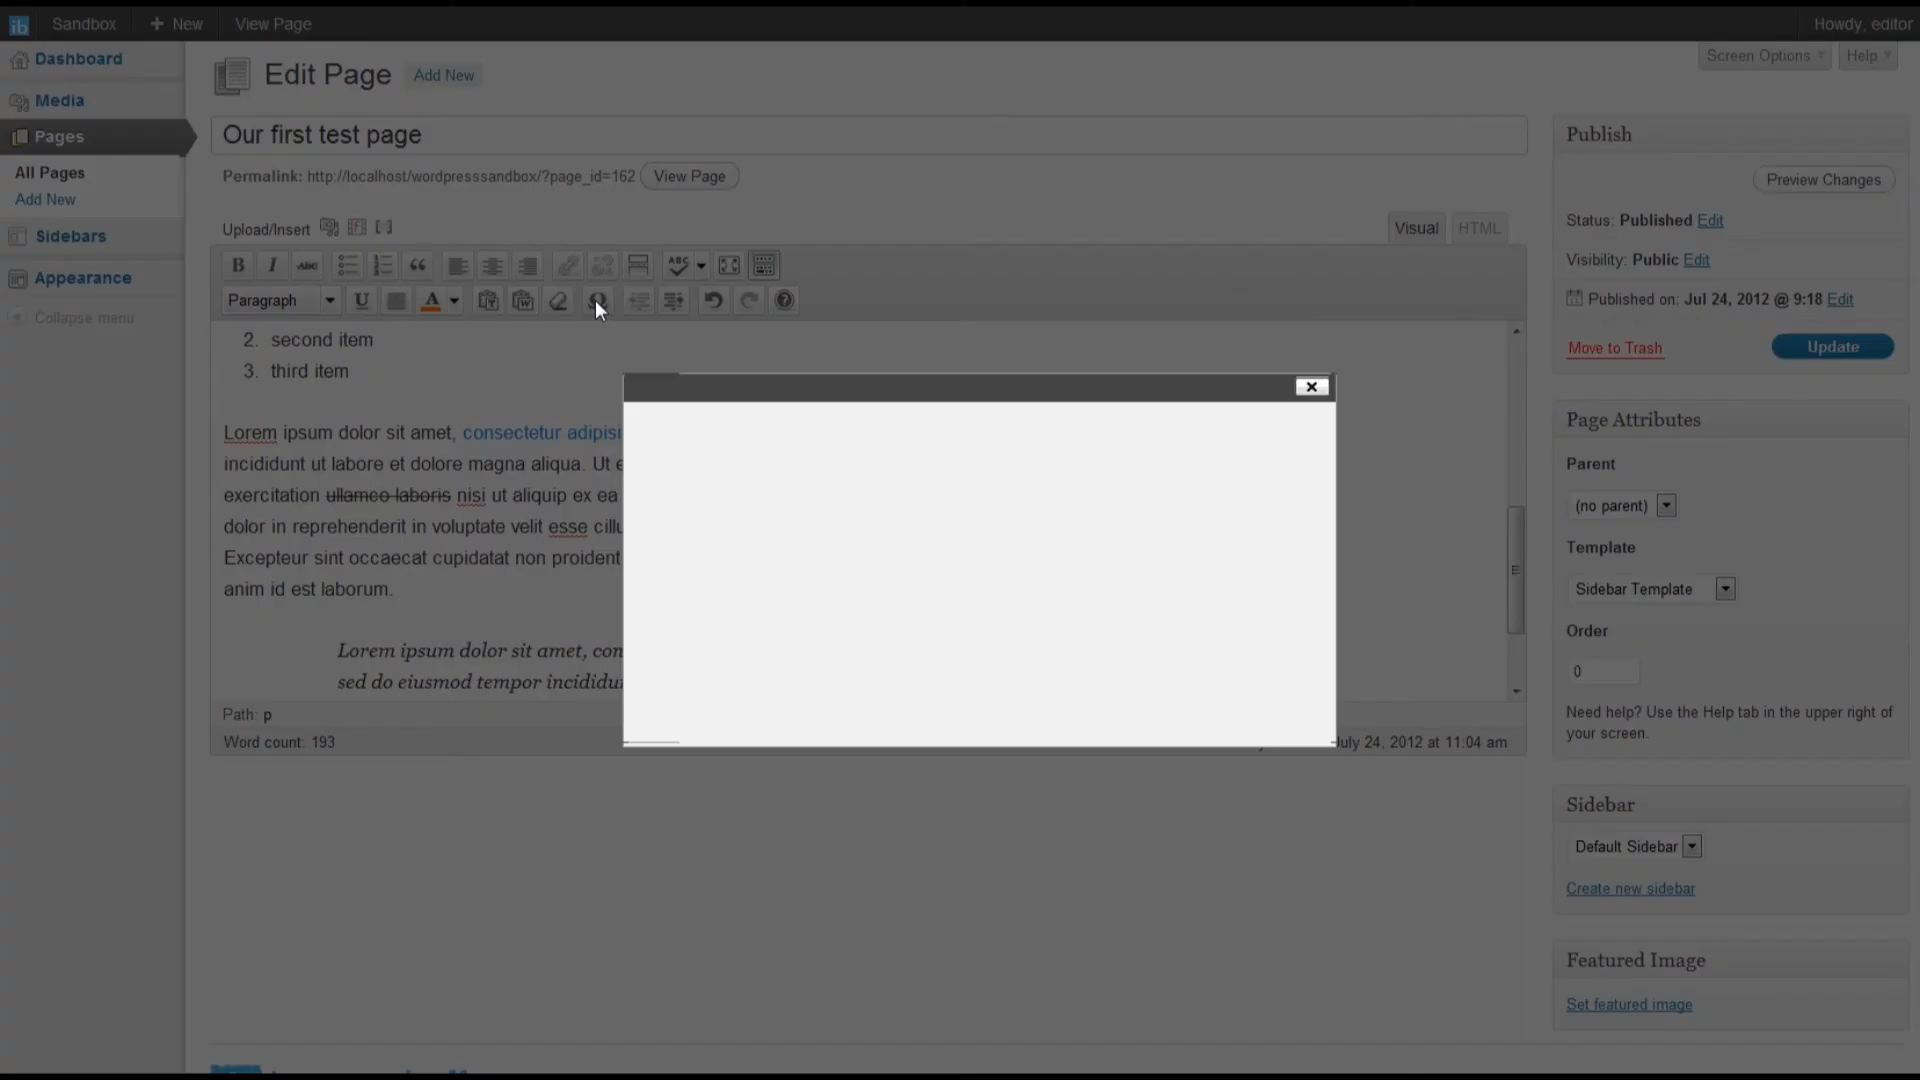 ib Sandbox + New View Page Howdy, editor
Dashboard
Media
Pages
All Pages
Add New
Sidebars
Appearance
Collapse menu
Edit Page Add New
Screen Options Help
Our first test page
Permalink: http://localhost/wordpresssandbox/?page_id=162 View Page
Upload/Insert
Visual HTML
B I ABC ABC
Paragraph U A
2. second item
3. third item
Lorem ipsum dolor sit amet, consectetur adipisi
incididunt ut labore et dolore magna aliqua. Ut e
exercitation ullamco laboris nisi ut aliquip ex ea
dolor in reprehenderit in voluptate velit esse cillu
Excepteur sint occaecat cupidatat non proident
anim id est laborum.
Lorem ipsum dolor sit amet, con
sed do eiusmod tempor incididu
Path: p
Word count: 193
July 24, 2012 at 11:04 am
Publish
Preview Changes
Status: Published Edit
Visibility: Public Edit
Published on: Jul 24, 2012 @ 9:18 Edit
Move to Trash Update
Page Attributes
Parent
(no parent)
Template
Sidebar Template
Order
0
Need help? Use the Help tab in the upper right of
your screen.
Sidebar
Default Sidebar
Create new sidebar
Featured Image
Set featured image